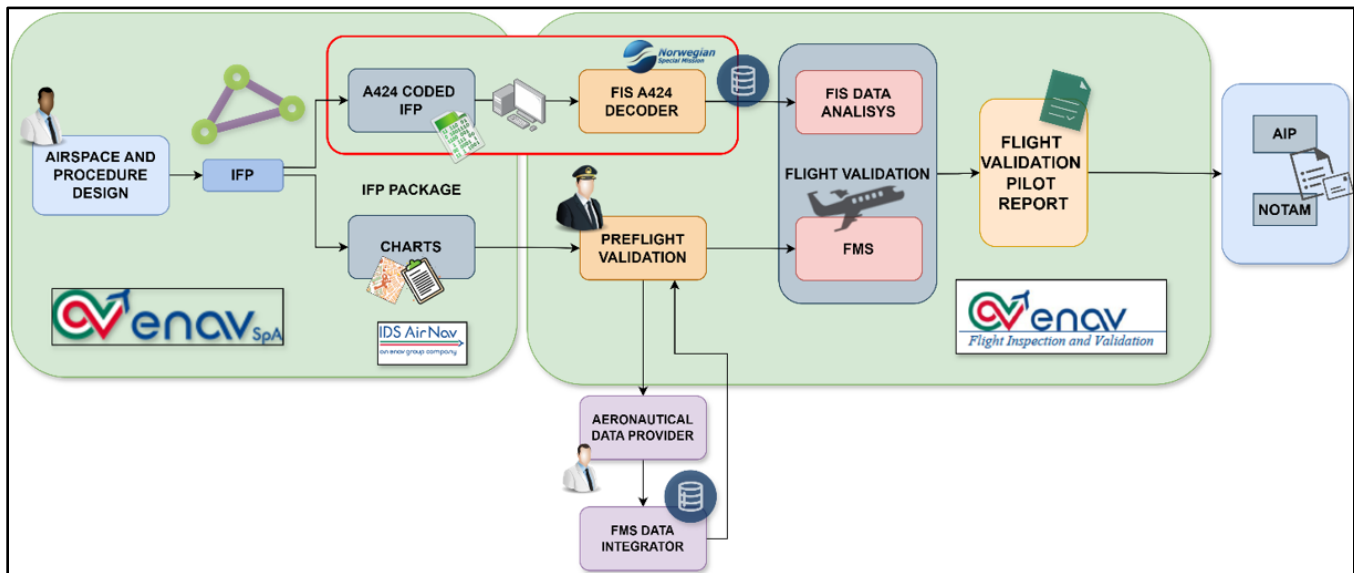 Norwegian
Special Mission
A424 CODED
IFP
FIS A424
DECODER
FIS DATA
ANALISYS
AIRSPACE AND
PROCEDURE
DESIGN
IFP
IFP PACKAGE
FLIGHT VALIDATION
FLIGHT
VALIDATION
PILOT
REPORT
AIP
NOTAM
CHARTS
PREFLIGHT
VALIDATION
FMS
enav SpA
IDS AirNav
an enav group company
enav
Flight Inspection and Validation
AERONAUTICAL
DATA PROVIDER
FMS DATA
INTEGRATOR